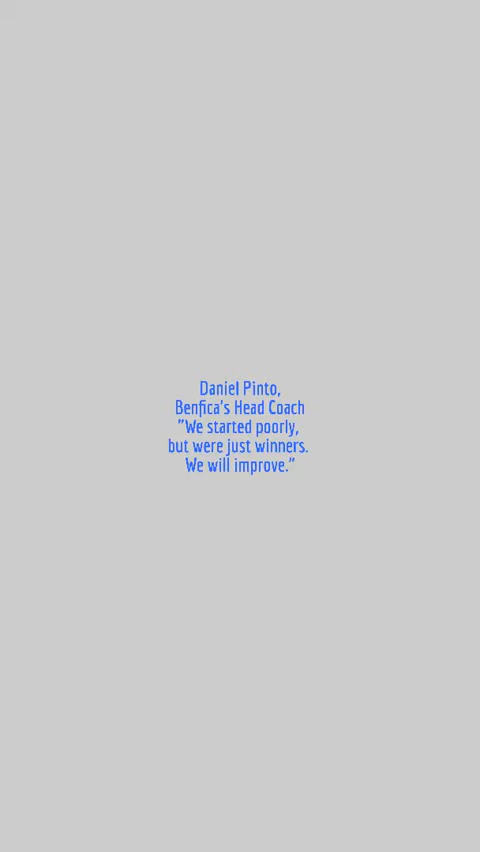 Daniel Pinto,
Benfica's Head Coach
"We started poorly,
but were just winners.
We will improve."